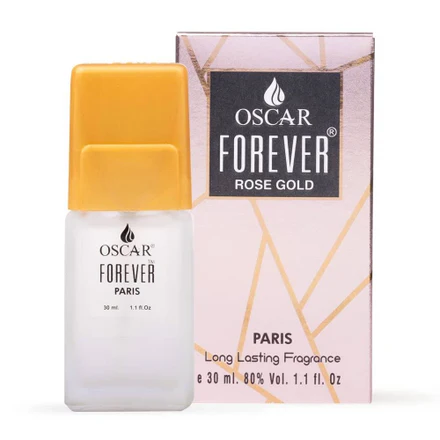 OSCAR®
FOREVER
PARIS
30 ml. 1.1 fl.Oz
OSCAR
FOREVER®
ROSE GOLD
PARIS
Long Lasting Fragrance
e 30 ml. 80% Vol. 1.1 fl. Oz